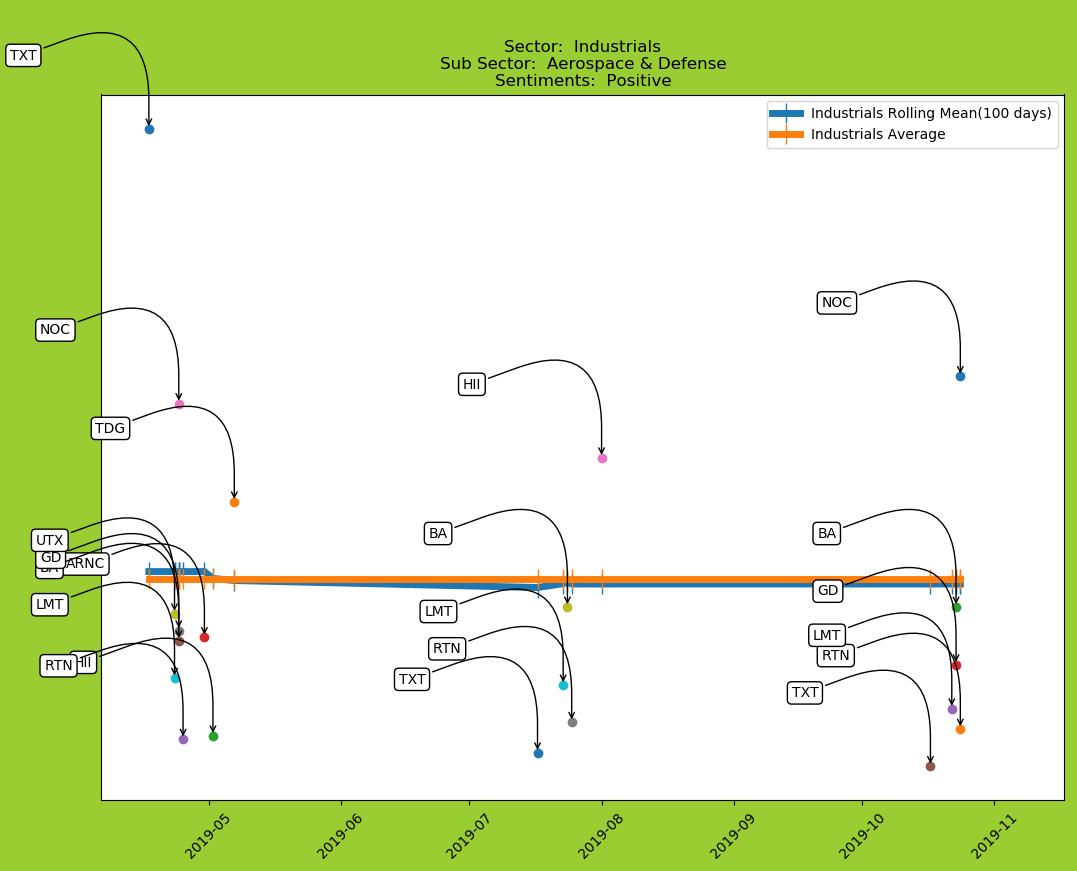 TXT
Sector:  Industrials
Sub Sector:  Aerospace & Defense
Sentiments:  Positive
Industrials Rolling Mean(100 days)
Industrials Average
NOC
NOC
HII
TDG
BA
BA
UTX
GD
ARNC
BA
GD
LMT
LMT
LMT
RTN
RTN
HII
RTN
TXT
TXT
2019-05
2019-06
2019-07
2019-08
2019-09
2019-10
2019-11